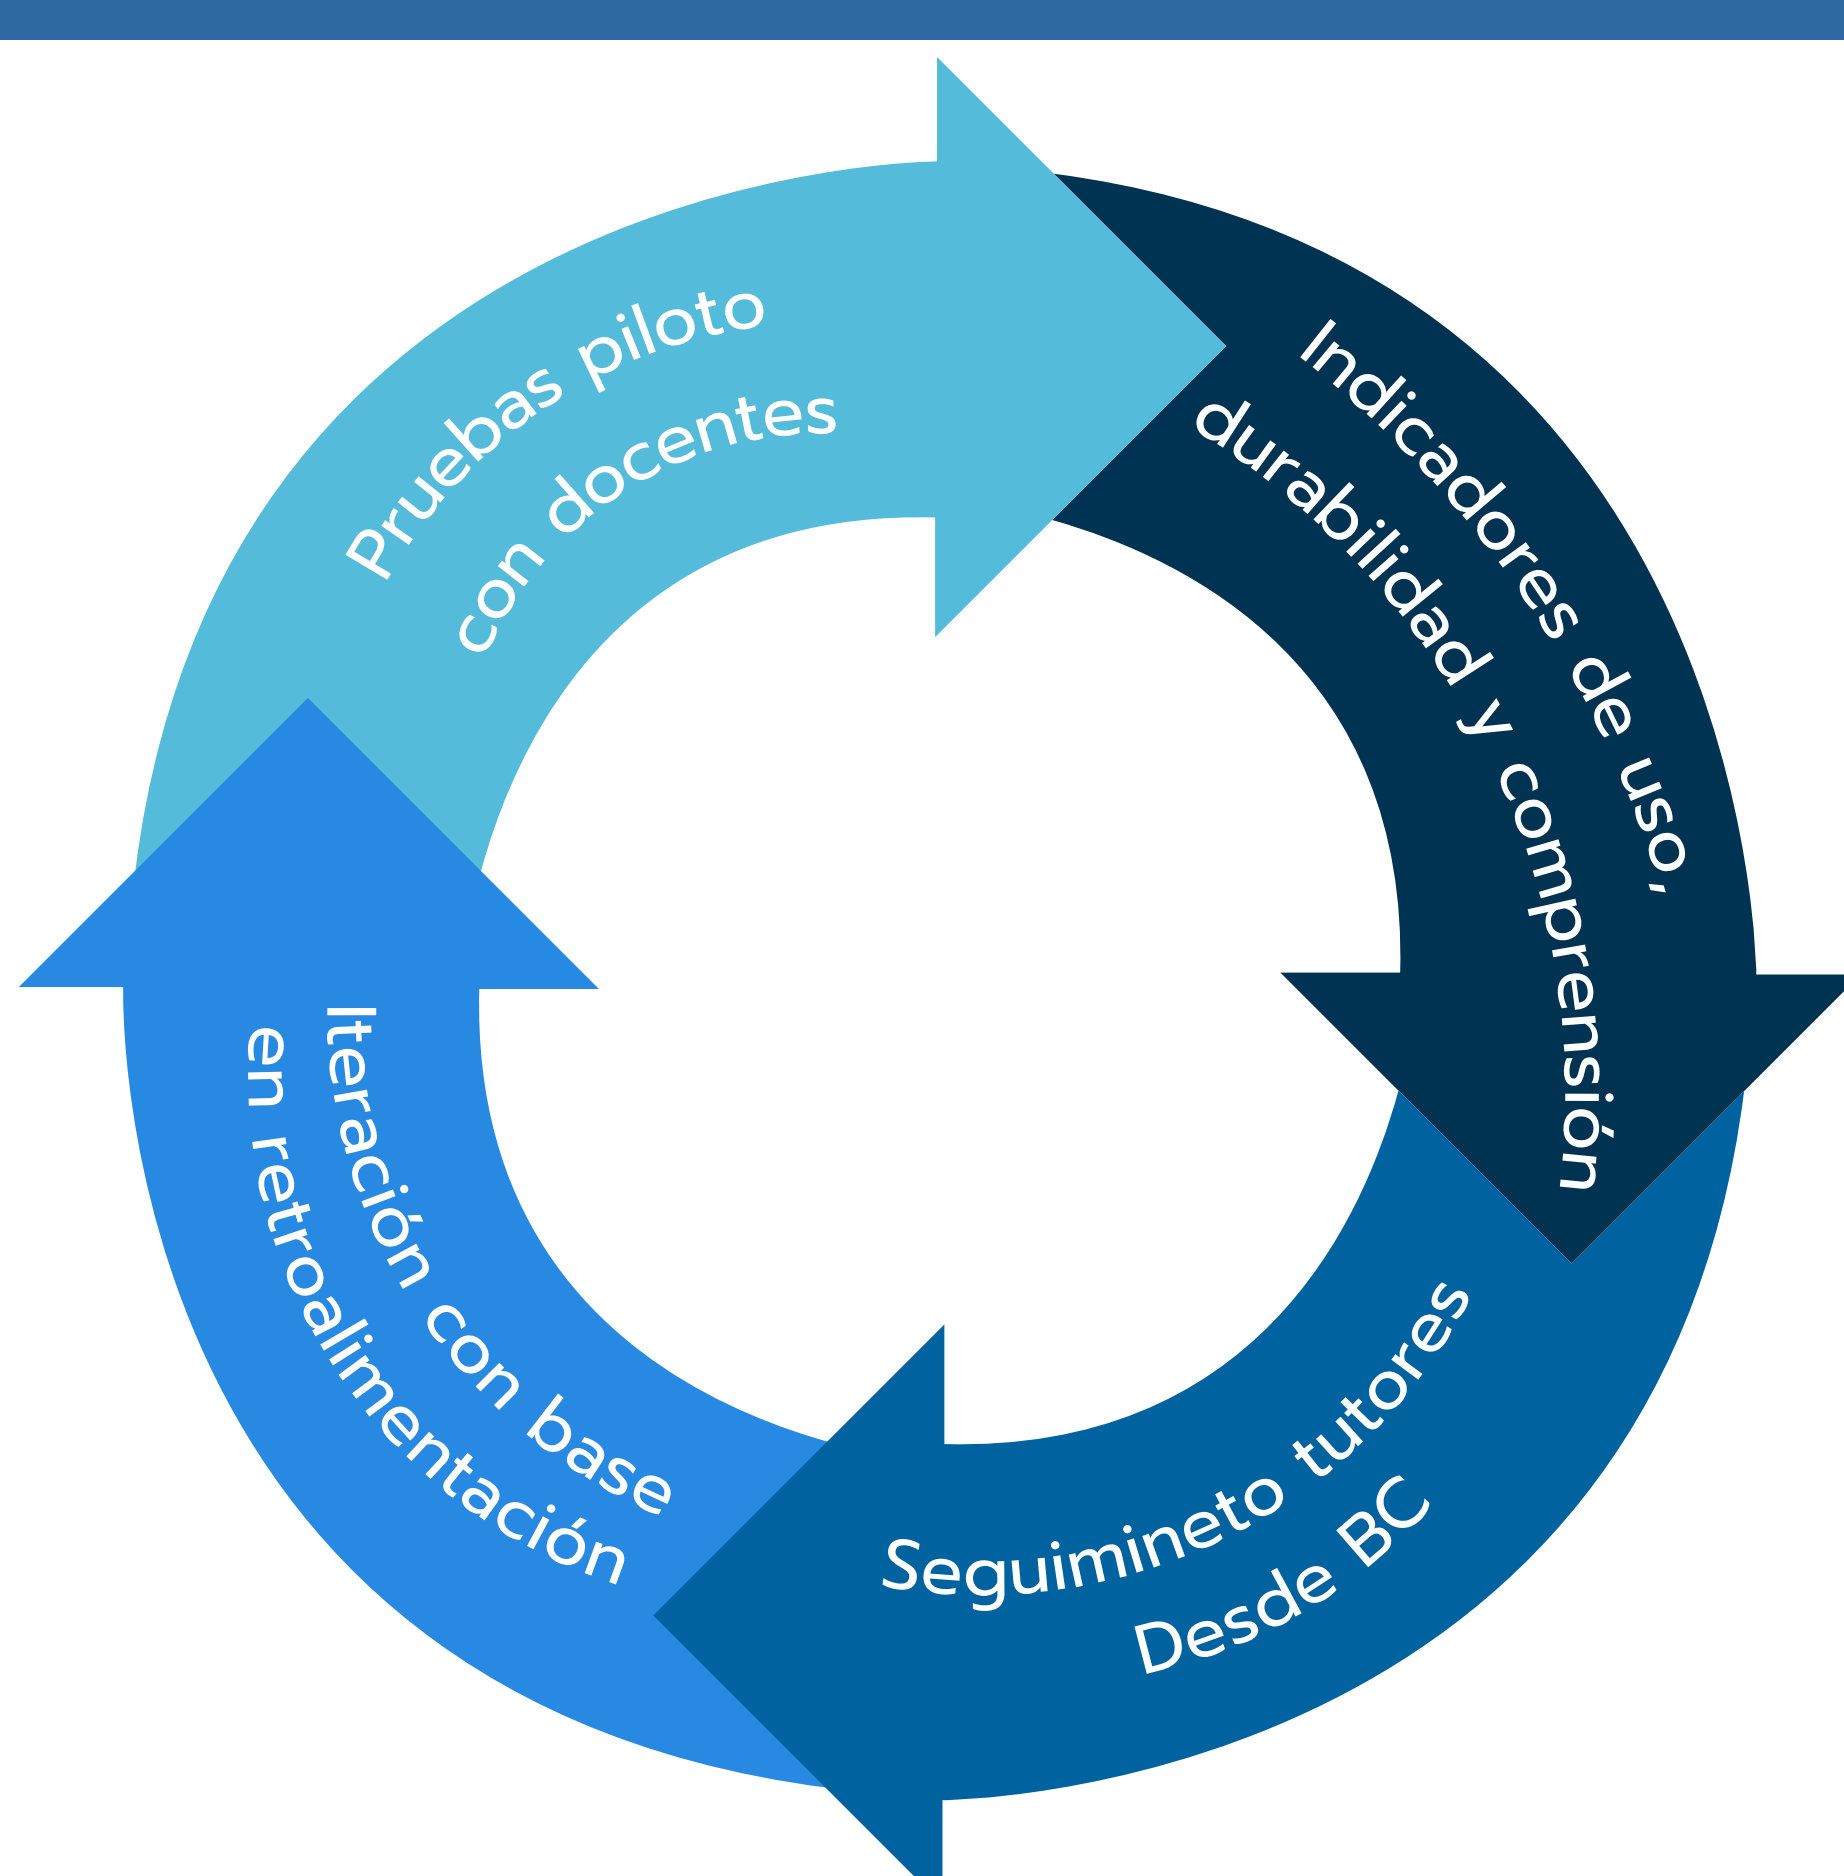 Pruebas piloto
con docentes
Indicadores de uso,
durabilidad y comprensión
Seguimineto tutores
Desde BC
Iteración con base
en retroalimentación